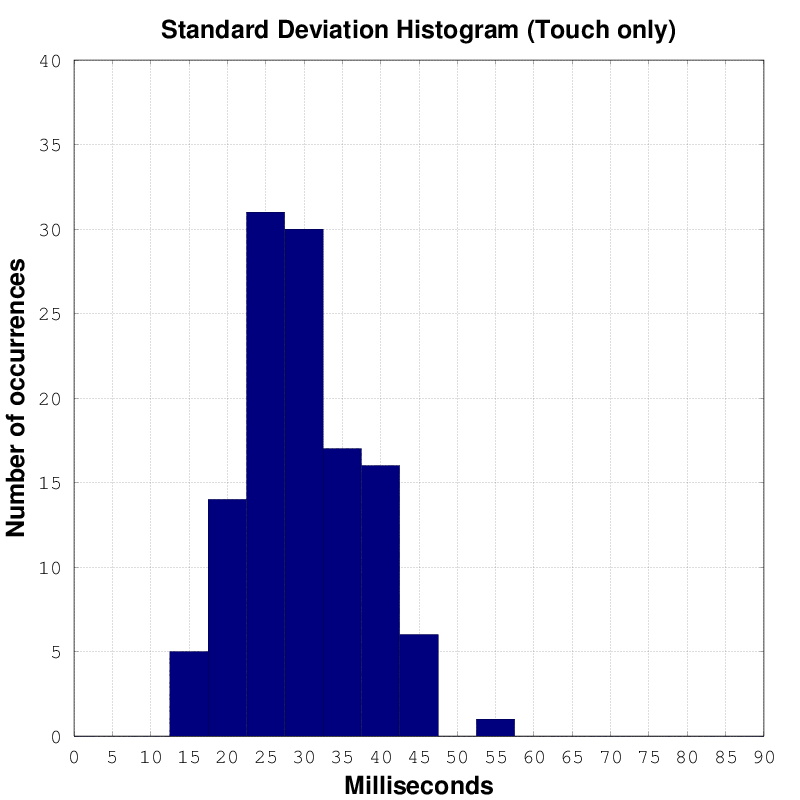 Standard Deviation Histogram (Touch only)
40
35
30
25
20
15
10
5
0
Number of occurrences
0 5 10 15 20 25 30 35 40 45 50 55 60 65 70 75 80 85 90
Milliseconds